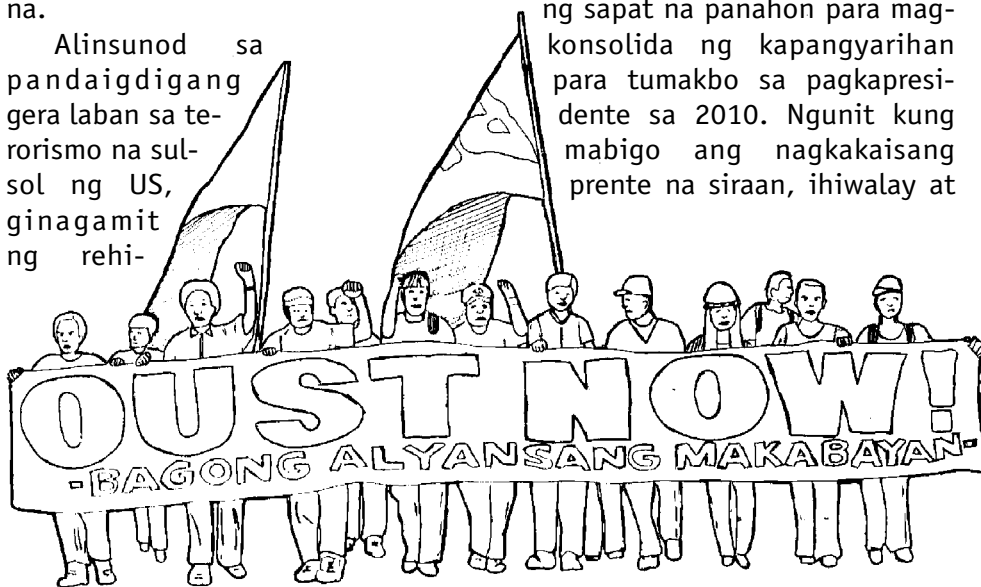 na.
Alinsunod sa
pandaigdigang
gera laban sa te-
rorismo na sul-
sol ng US,
ginagamit
ng rehi-
ng sapat na panahon para mag-
konsolida ng kapangyarihan
para tumakbo sa pagkapresi-
dente sa 2010. Ngunit kung
mabigo ang nagkakaisang
prente na siraan, ihiwalay at
OUST NOW!
-BAGONG ALYANSANG MAKABAYAN-